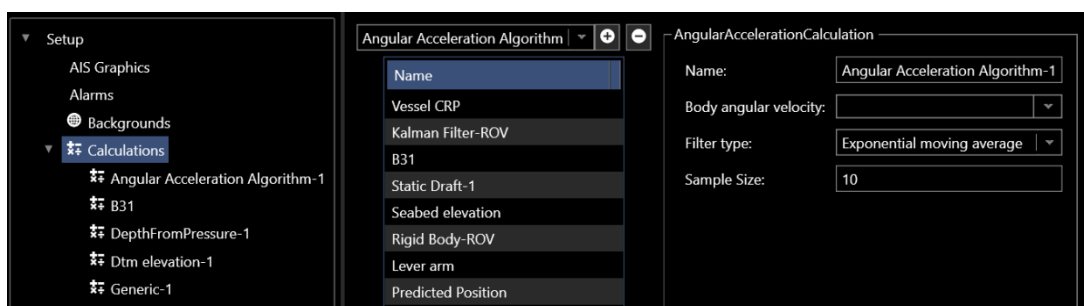 Setup
AIS Graphics
Alarms
Backgrounds
Calculations
Angular Acceleration Algorithm-1
B31
DepthFromPressure-1
Dtm elevation-1
Generic-1
Angular Acceleration Algorithm
Name
Vessel CRP
Kalman Filter-ROV
B31
Static Draft-1
Seabed elevation
Rigid Body-ROV
Lever arm
Predicted Position
AngularAccelerationCalculation
Name: Angular Acceleration Algorithm-1
Body angular velocity:
Filter type: Exponential moving average
Sample Size: 10